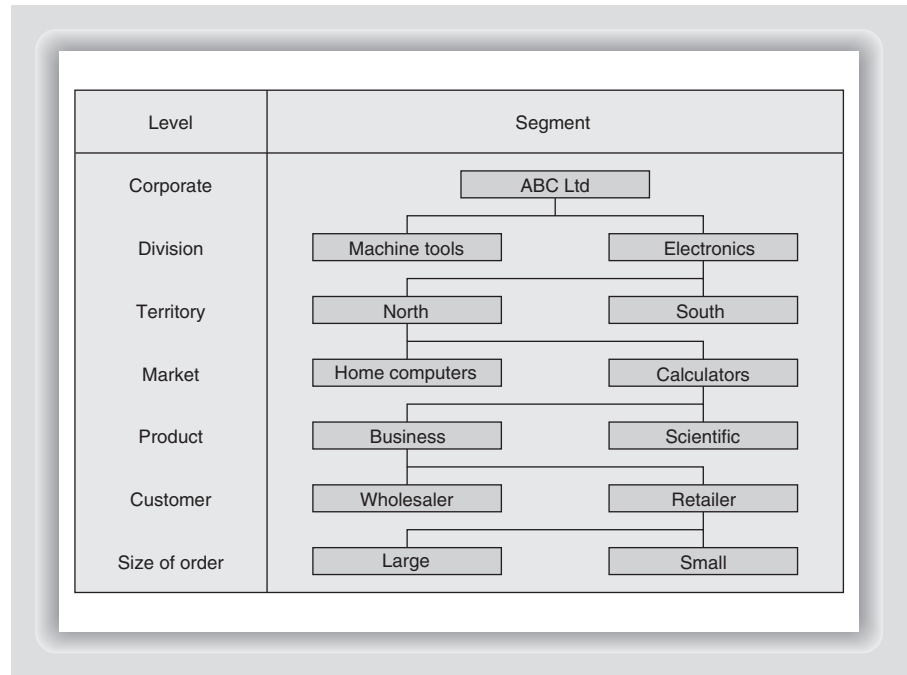 Level Segment
Corporate ABC Ltd
Division Machine tools Electronics
Territory North South
Market Home computers Calculators
Product Business Scientific
Customer Wholesaler Retailer
Size of order Large Small